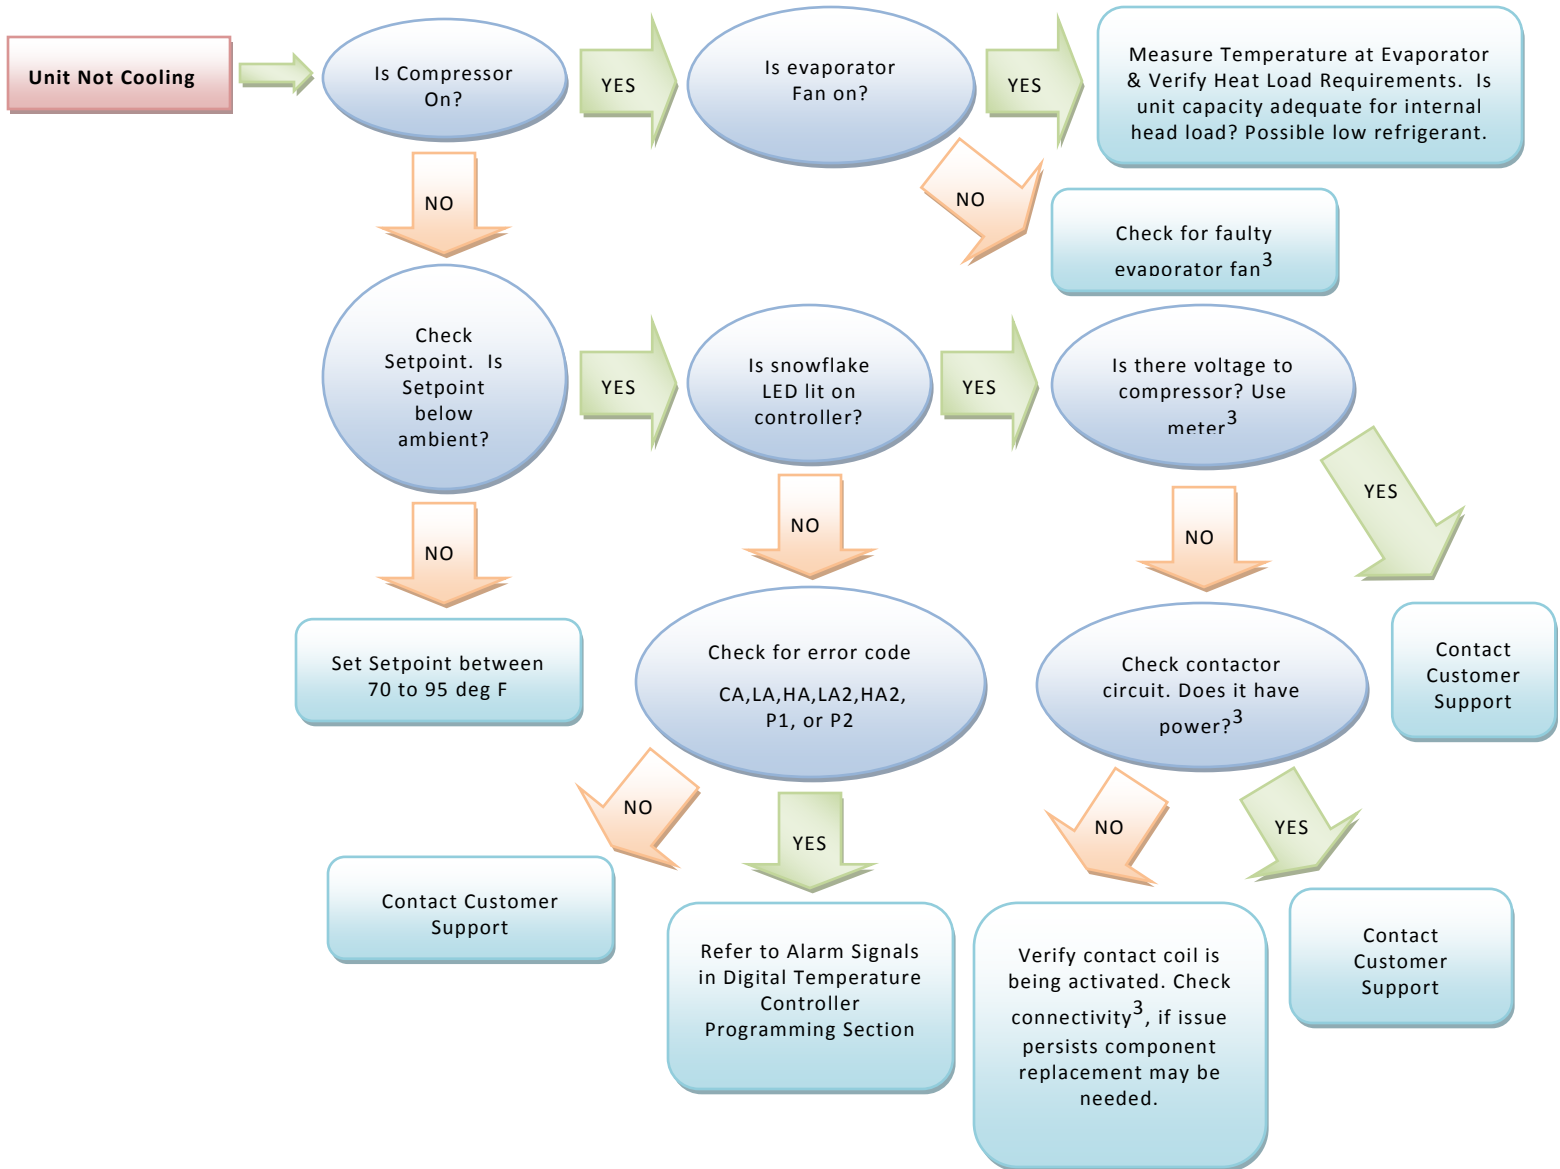 Unit Not Cooling
Is Compressor
On?
YES
Is evaporator
Fan on?
YES
Measure Temperature at Evaporator
& Verify Heat Load Requirements. Is
unit capacity adequate for internal
head load? Possible low refrigerant.
NO
NO
Check for faulty
evaporator fan3
Check
Setpoint. Is
Setpoint
below
ambient?
YES
Is snowflake
LED lit on
controller?
YES
Is there voltage to
compressor? Use
meter3
YES
NO
NO
NO
Set Setpoint between
70 to 95 deg F
Check for error code
CA,LA,HA,LA2,HA2,
P1, or P2
Check contactor
circuit. Does it have
power?3
Contact
Customer
Support
NO
YES
NO
YES
Contact Customer
Support
Refer to Alarm Signals
in Digital Temperature
Controller
Programming Section
Verify contact coil is
being activated. Check
connectivity3, if issue
persists component
replacement may be
needed.
Contact
Customer
Support